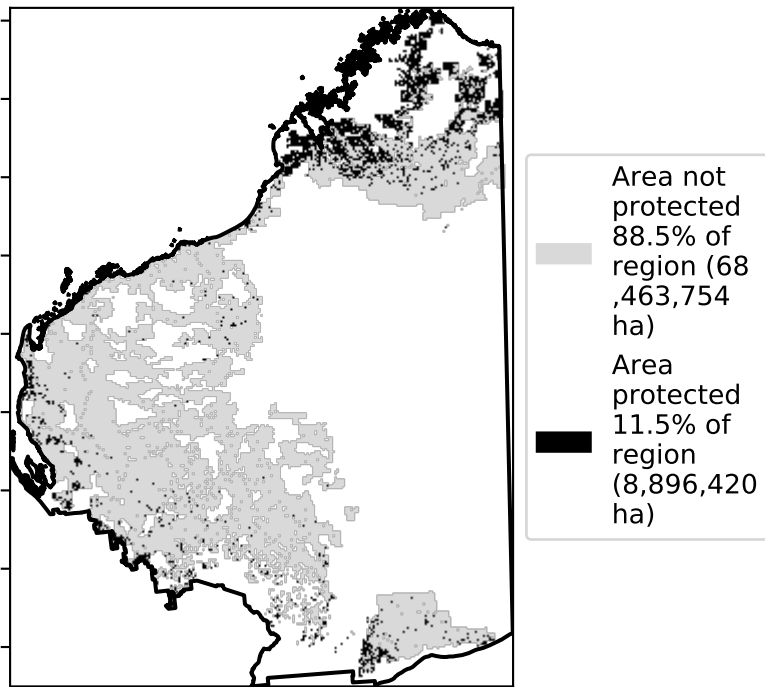 Area not
protected
88.5% of
region (68
,463,754
ha)
Area
protected
11.5% of
region
(8,896,420
ha)